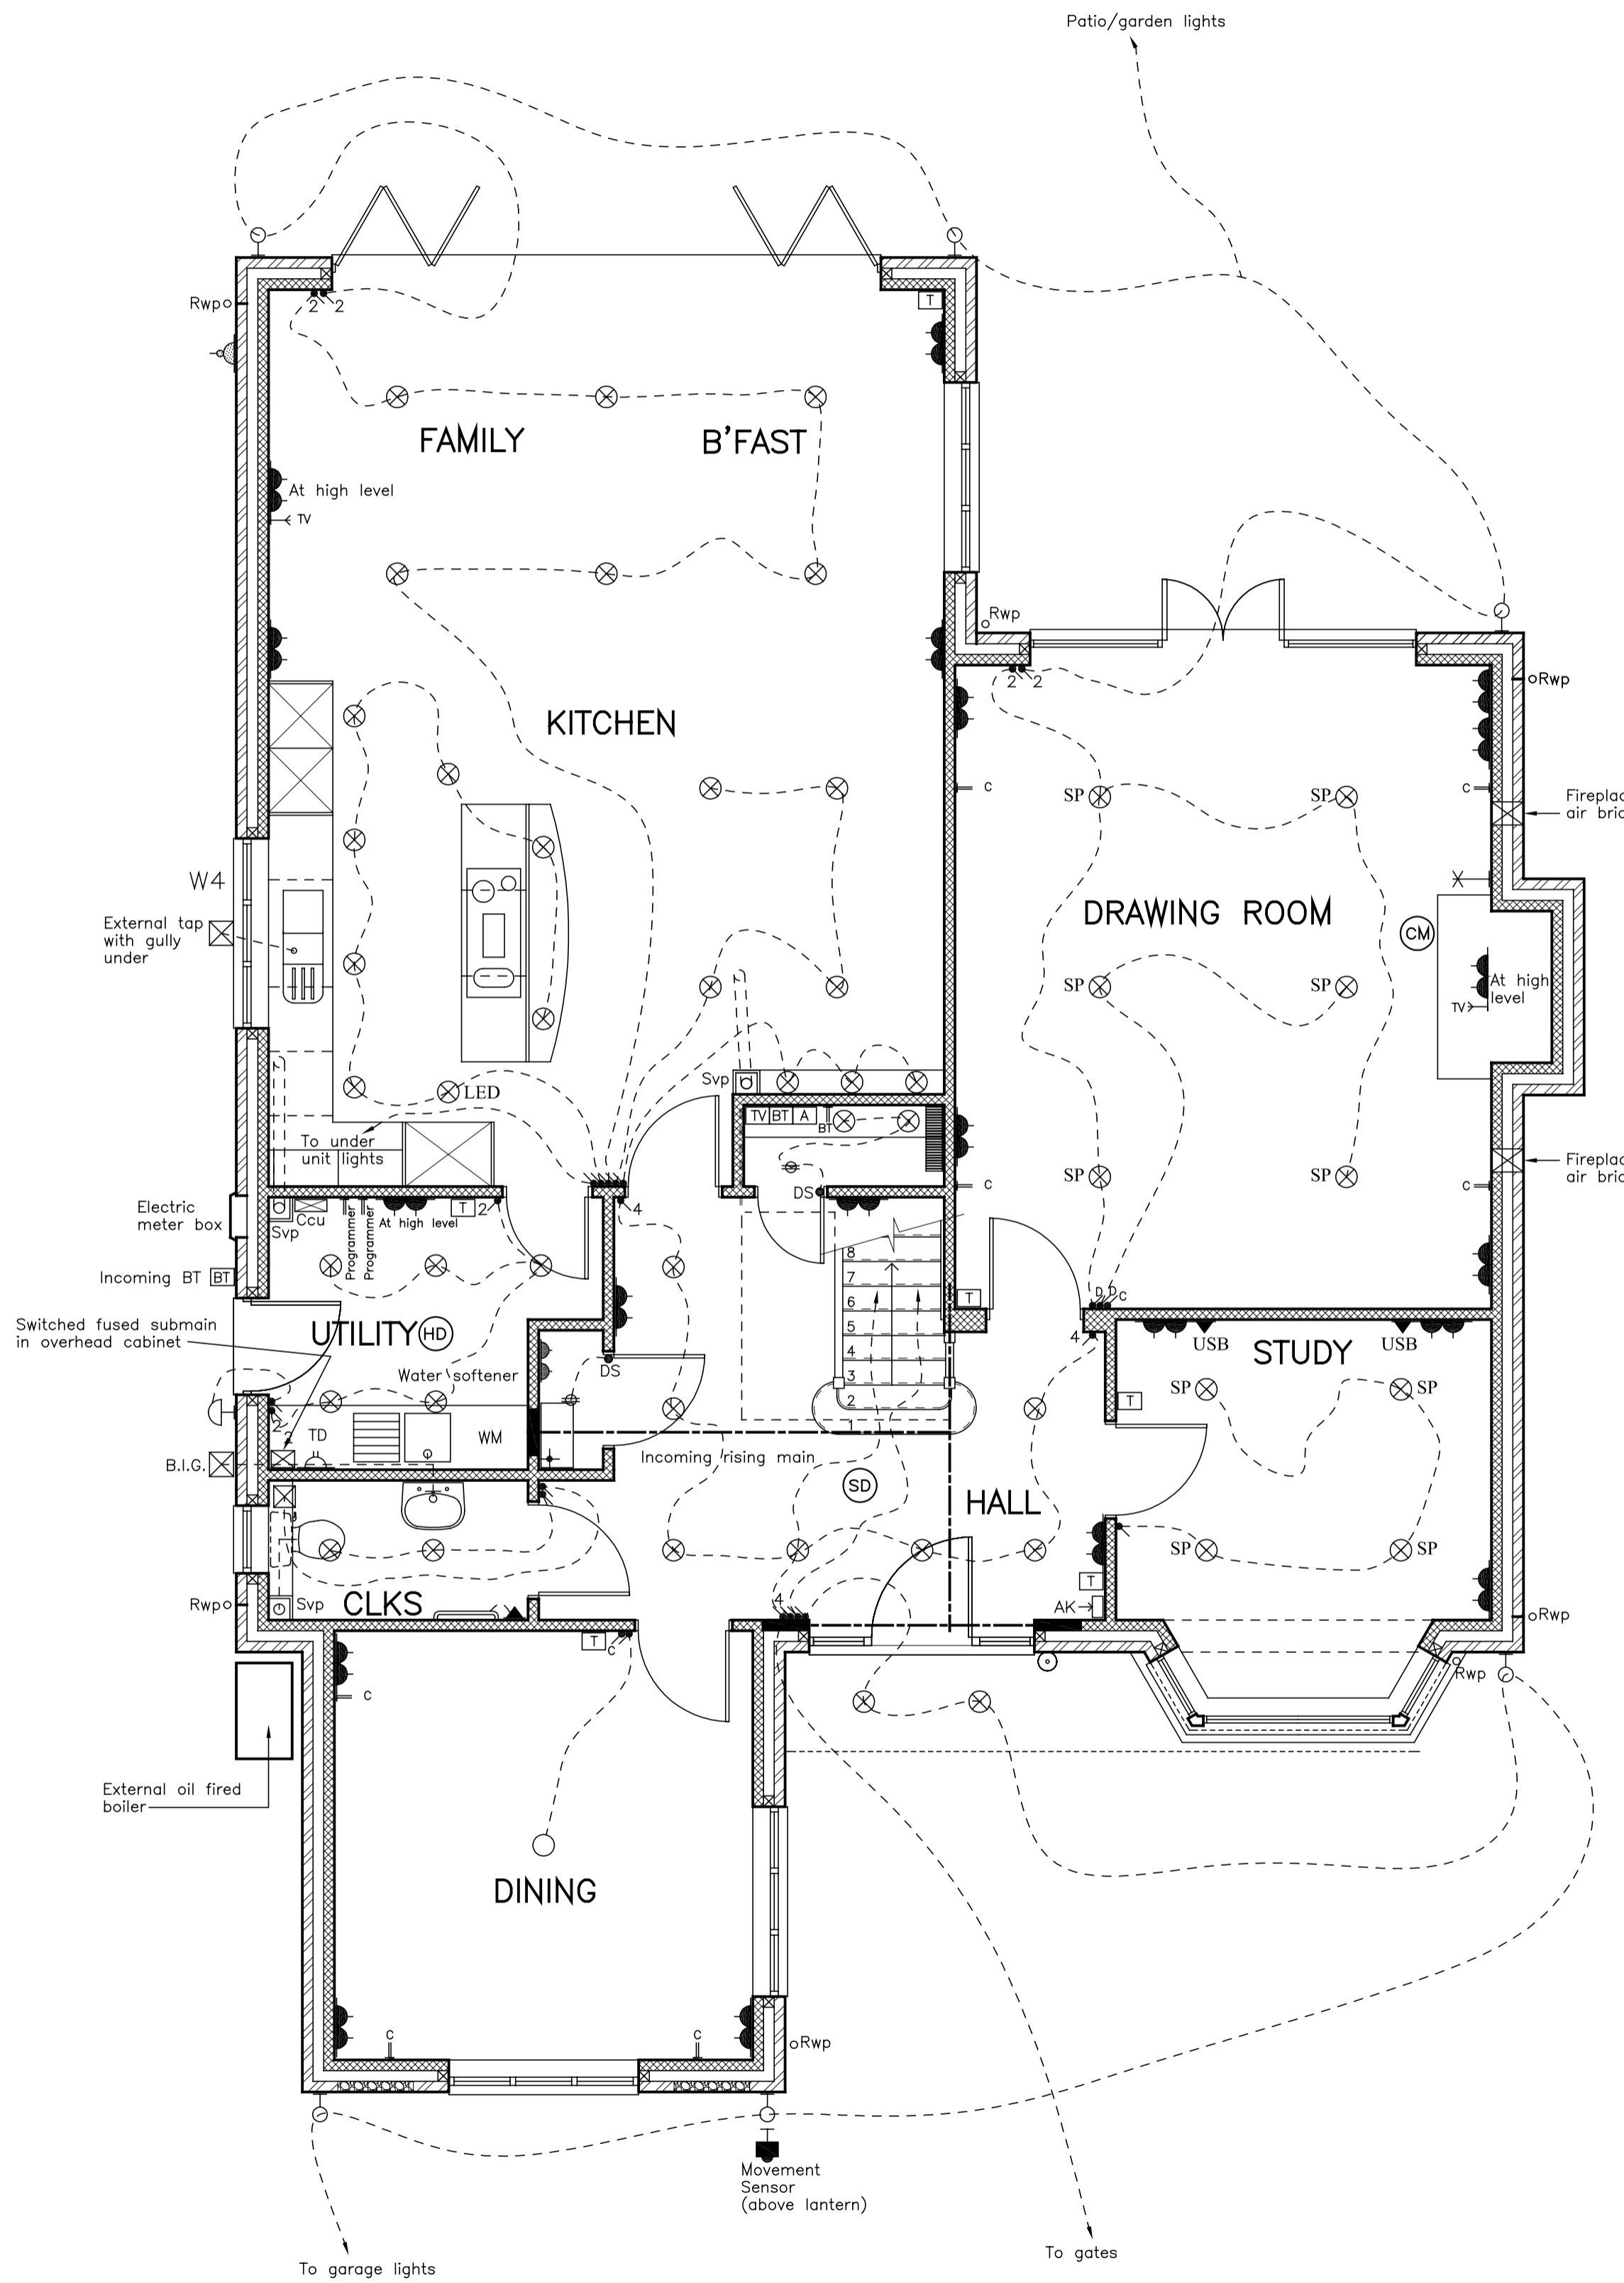 Patio/garden lights
Rwp
2 2
T
FAMILY
B'FAST
At high level
TV
Rwp
2 2
Rwp
KITCHEN
C
SP
SP
C
W4
DRAWING ROOM
CM
External tap
with gully
under
SP
SP
At high
level
TV
LED
Svp
TV BT A
BT
To under
unit lights
SP
SP
DS
C
C
Electric
meter box
Svp
Ccu
Programmer
Programmer
At high level
T
2
4
Incoming BT BT
8
7
6
5
4
3
2
1
T
D D C
4
Switched fused submain
in overhead cabinet
UTILITY HD
USB
STUDY
USB
Water softener
DS
SP
SP
T
2
2
TD
WM
Incoming rising main
B.I.G.
SD
HALL
SP
SP
Rwp
Svp
CLKS
4
T
AK
Rwp
T
C
Rwp
C
External oil fired
boiler
DINING
C
C
Rwp
Movement
Sensor
(above lantern)
To garage lights
To gates